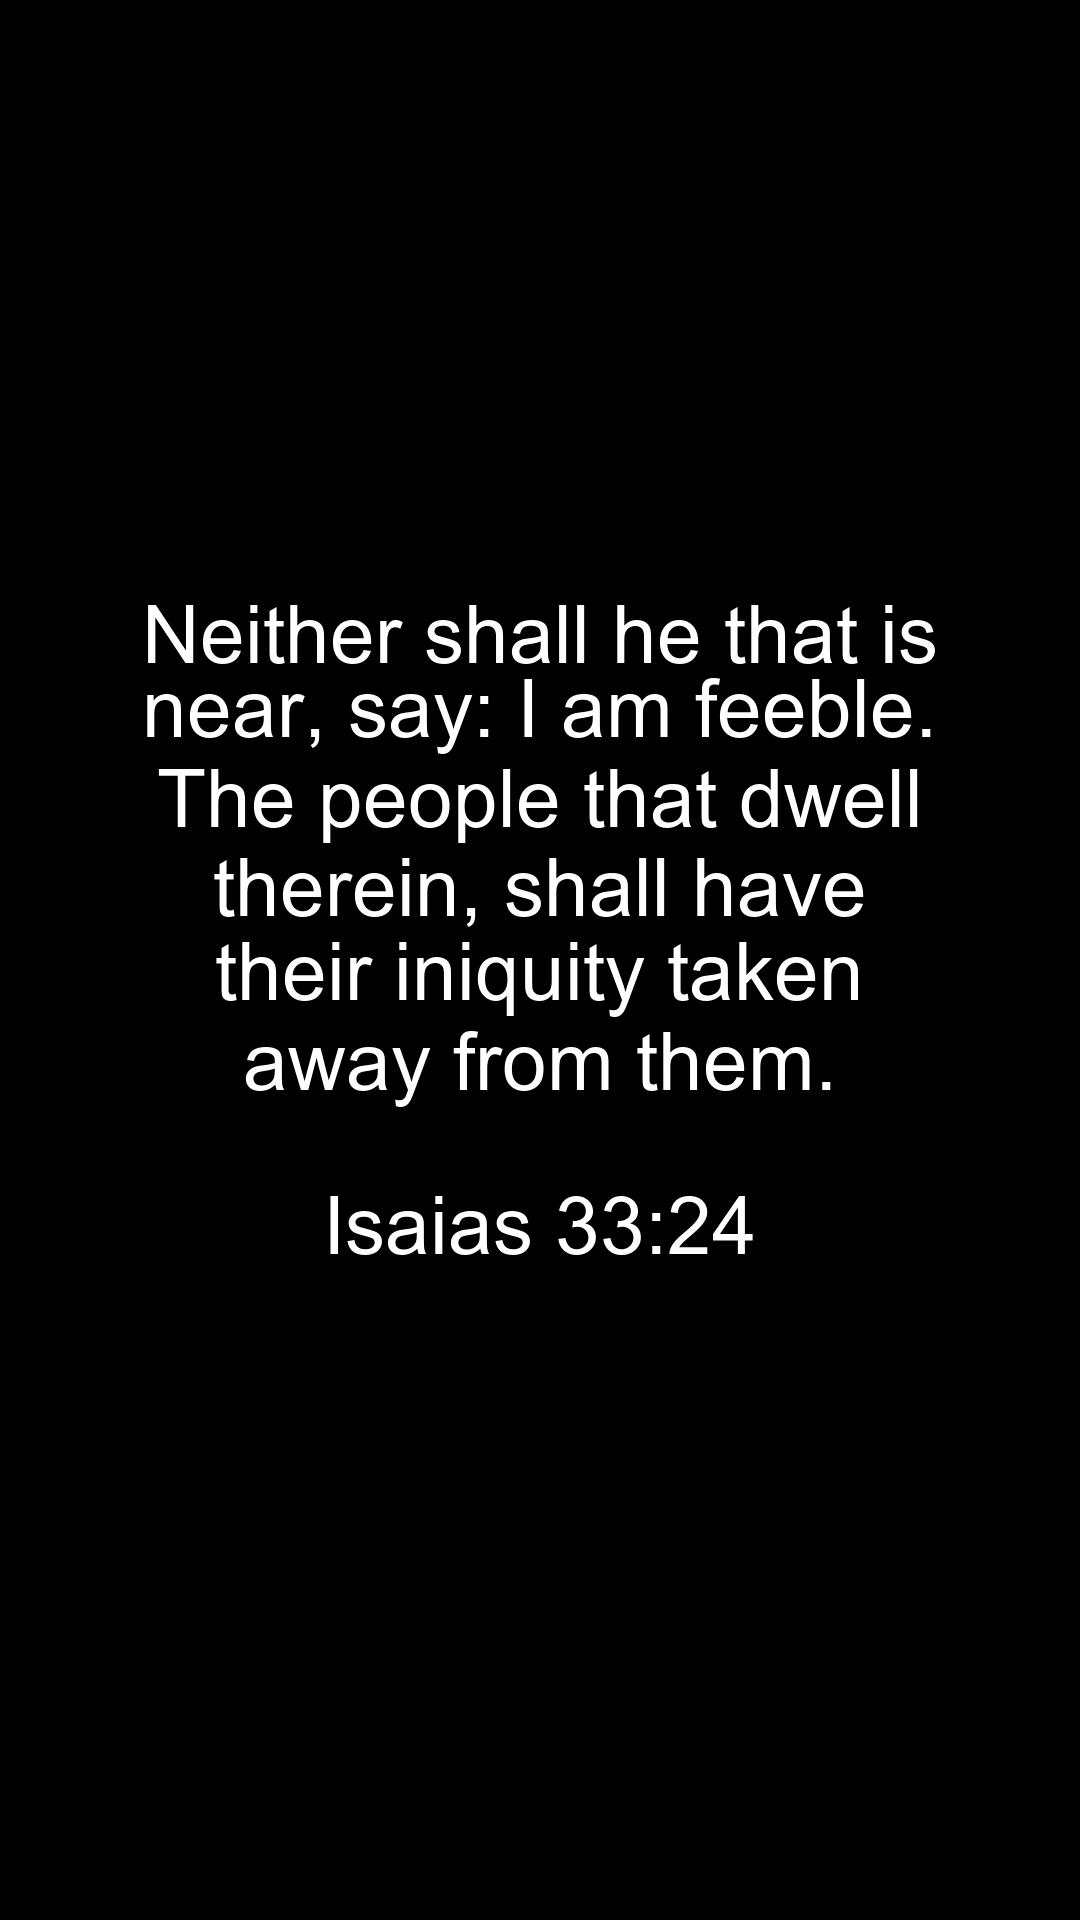 Neither shall he that is
near, say: I am feeble.
The people that dwell
therein, shall have
their iniquity taken
away from them.
Isaias 33:24